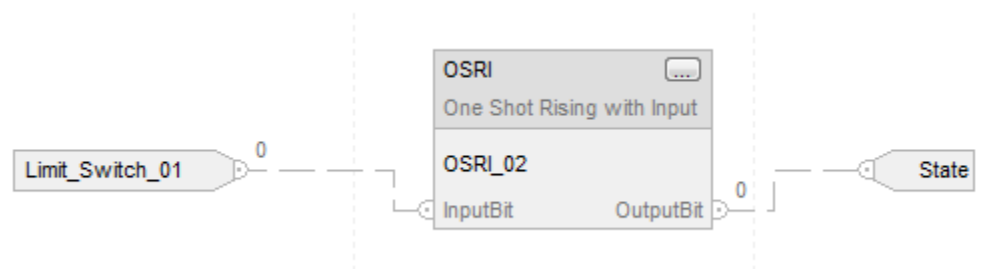 OSRI
...
One Shot Rising with Input
0
Limit_Switch_01
OSRI_02
State
0
InputBit
OutputBit